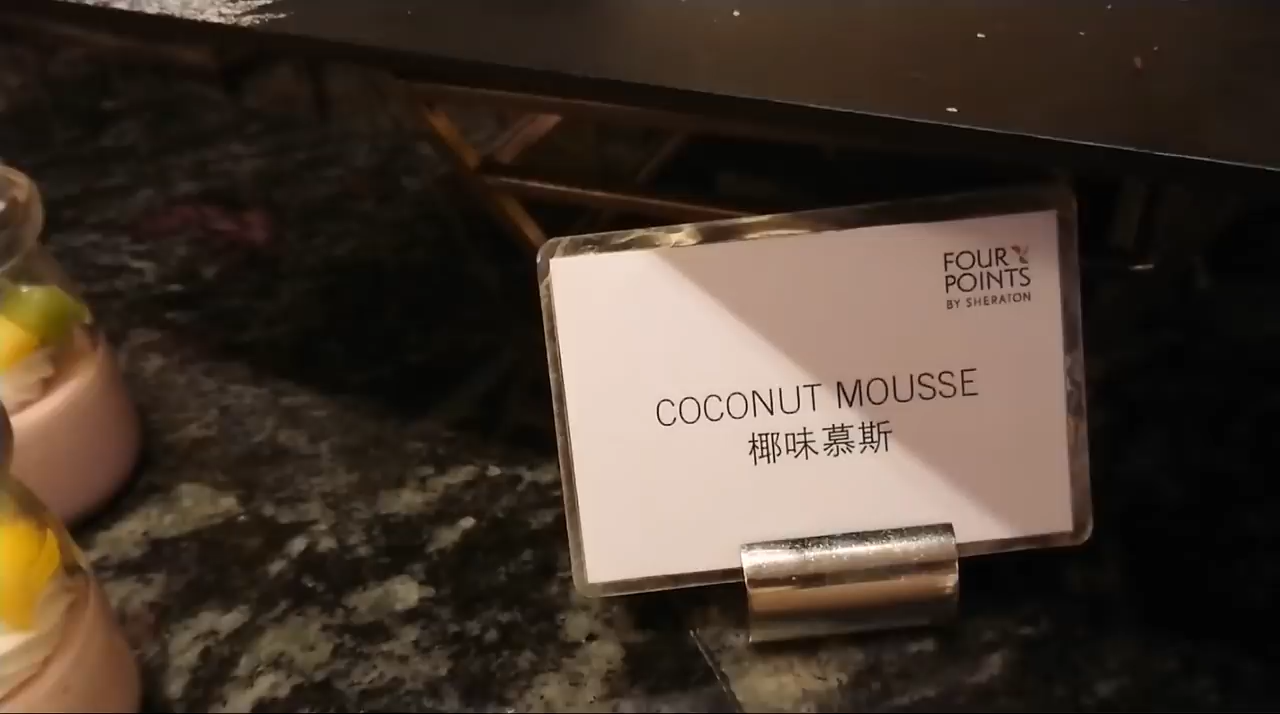 FOUR
POINTS
BY SHERATON
COCONUT MOUSSE
椰味慕斯